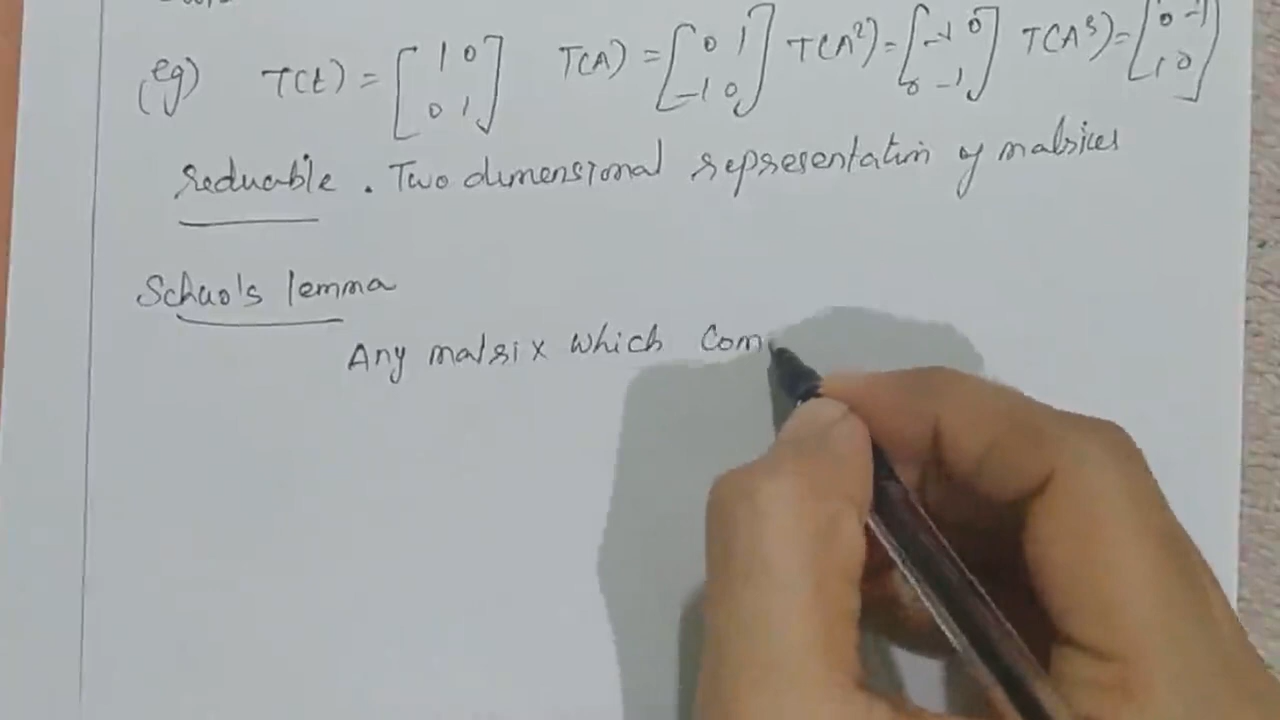 (eg) T(E) = [1 0 0 1] T(A) = [0 1 -1 0] T(A²) = [-1 0 0 -1] T(A³) = [0 -1 1 0]
reducible . Two dimensional representation of matrices
Schur's lemma
Any matrix which Com